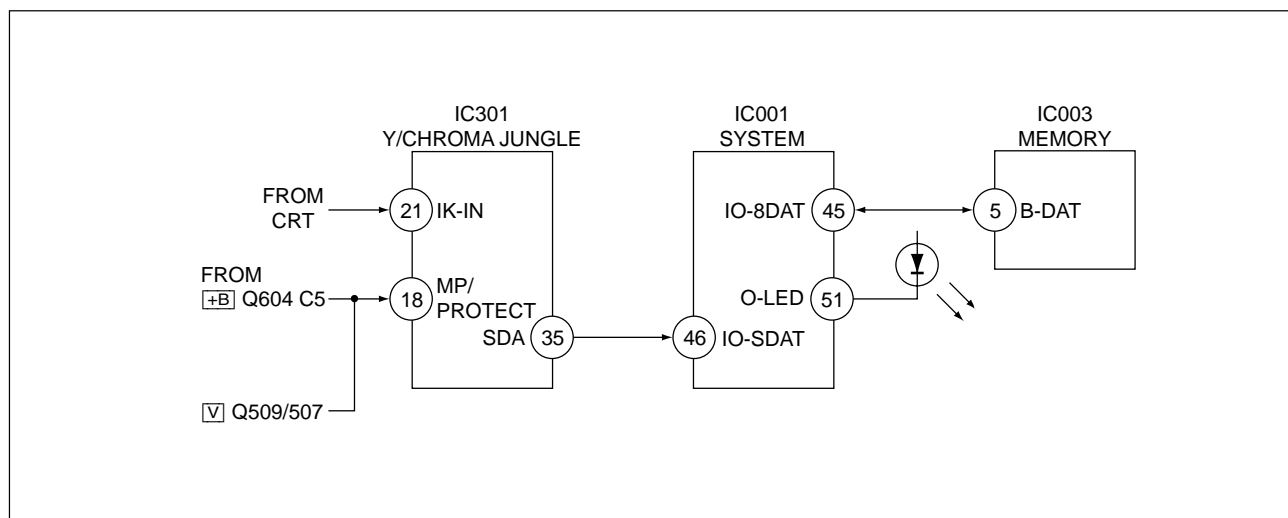 IC301
Y/CHROMA JUNGLE
IC001
SYSTEM
IC003
MEMORY
FROM
CRT
21 IK-IN
IO-8DAT 45
5 B-DAT
FROM
+B Q604 C5
18 MP/
PROTECT
O-LED 51
SDA 35
46 IO-SDAT
V Q509/507